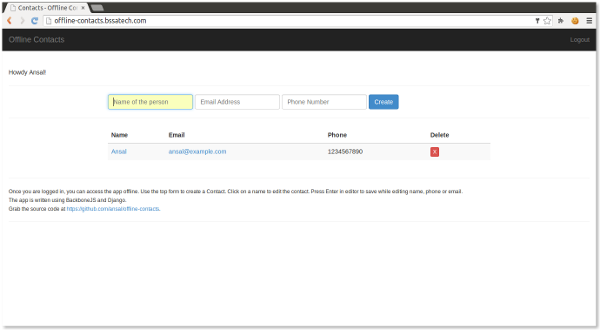 Contacts - Offline Con
offline-contacts.bssatech.com
Offline Contacts
Logout
Howdy Ansal!
Name of the person
Email Address
Phone Number
Create
Name Email Phone Delete
Ansal ansal@example.com 1234567890 X
Once you are logged in, you can access the app offline. Use the top form to create a Contact. Click on a name to edit the contact. Press Enter in editor to save while editing name, phone or email.
The app is written using BackboneJS and Django.
Grab the source code at https://github.com/ansal/offline-contacts.